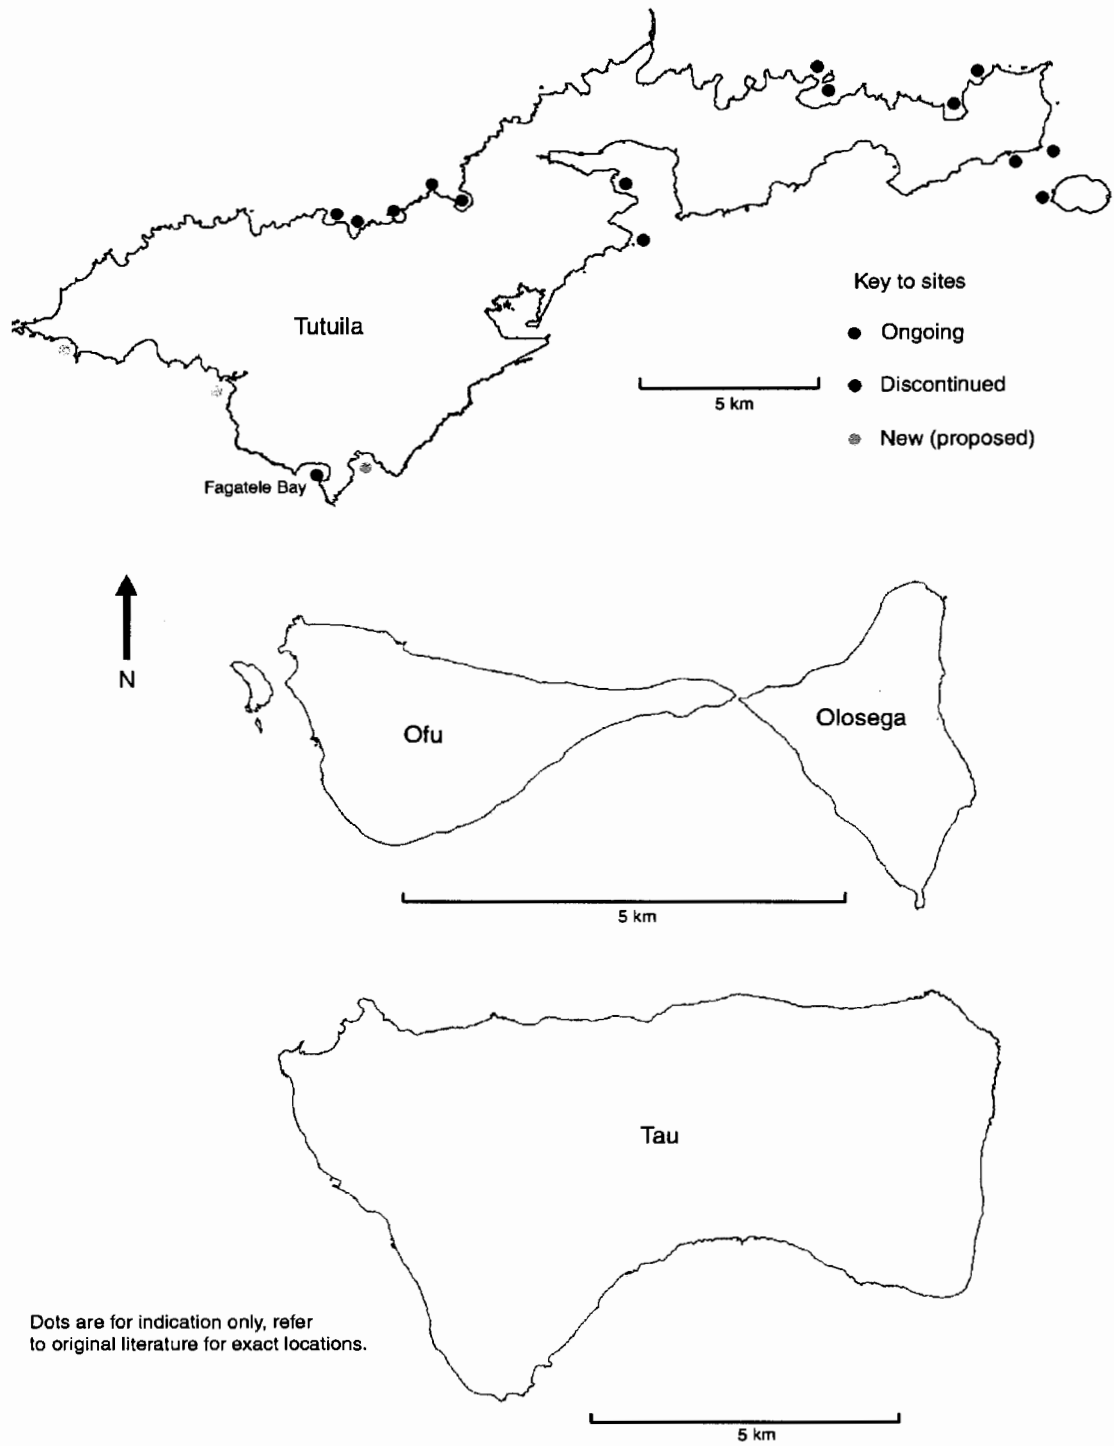 Tutuila
Key to sites
Ongoing
Discontinued
New (proposed)
5 km
Fagatele Bay
N
Ofu
Olosega
5 km
Tau
Dots are for indication only, refer
to original literature for exact locations.
5 km